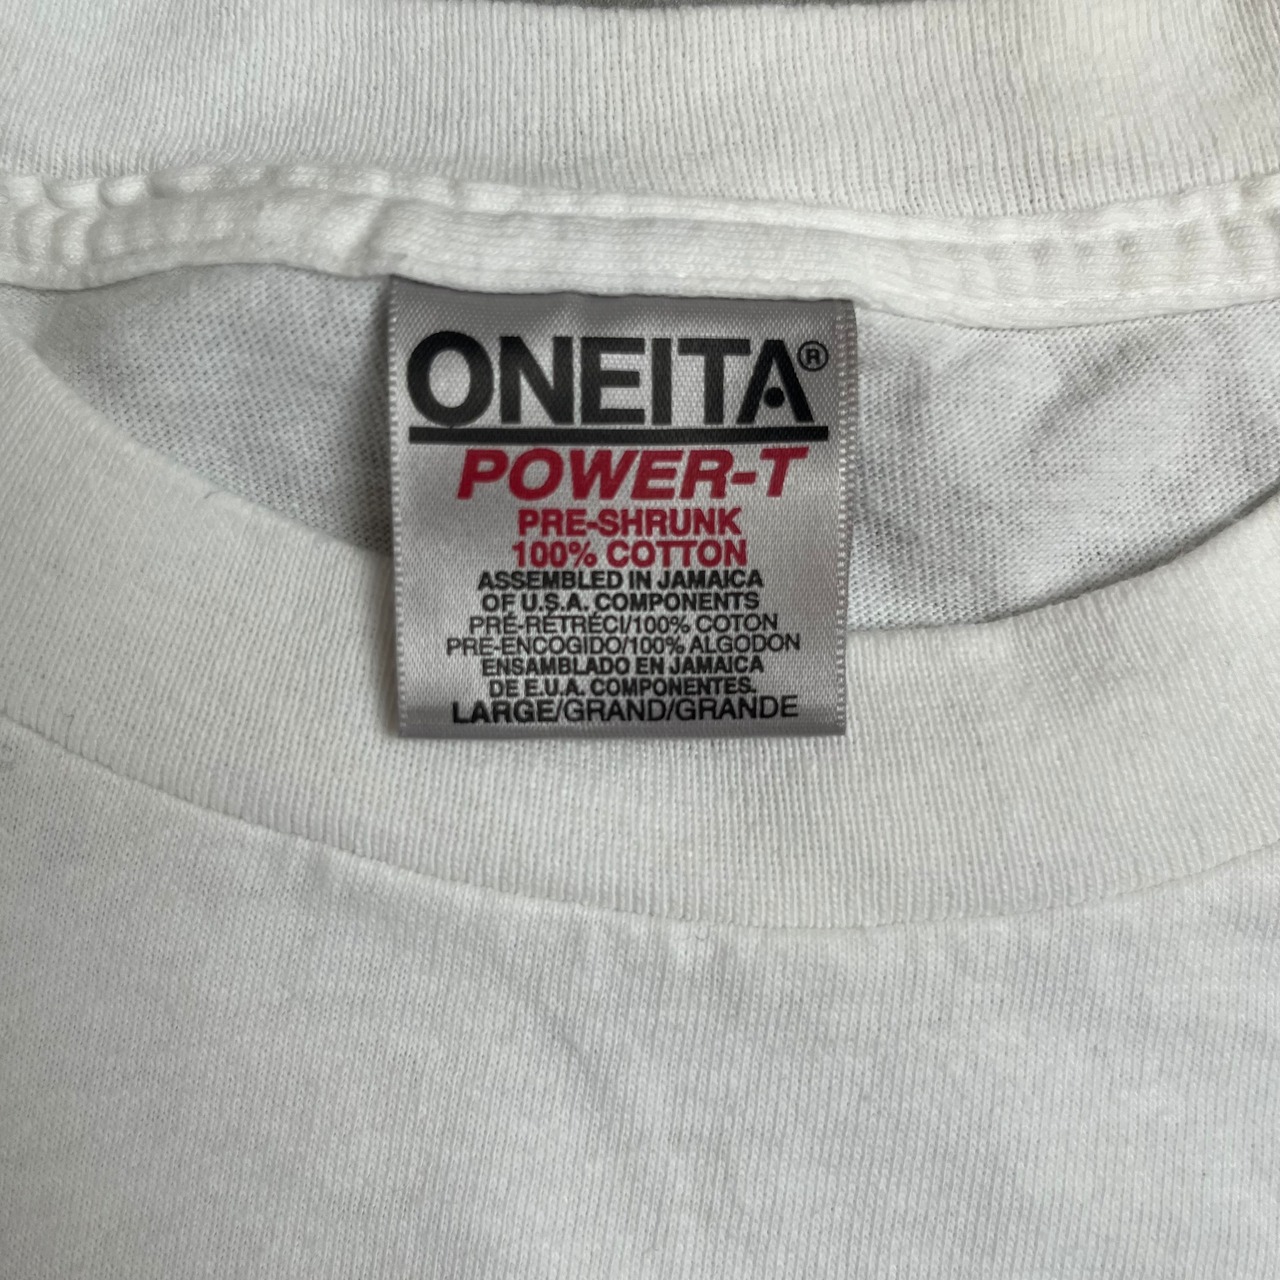 ONEITA®
POWER-T
PRE-SHRUNK
100% COTTON
ASSEMBLED IN JAMAICA
OF U.S.A. COMPONENTS
PRÉ-RÉTRÉCI/100% COTON
PRE-ENCOGIDO/100% ALGODON
ENSAMBLADO EN JAMAICA
DE E.U.A. COMPONENTES.
LARGE/GRAND/GRANDE